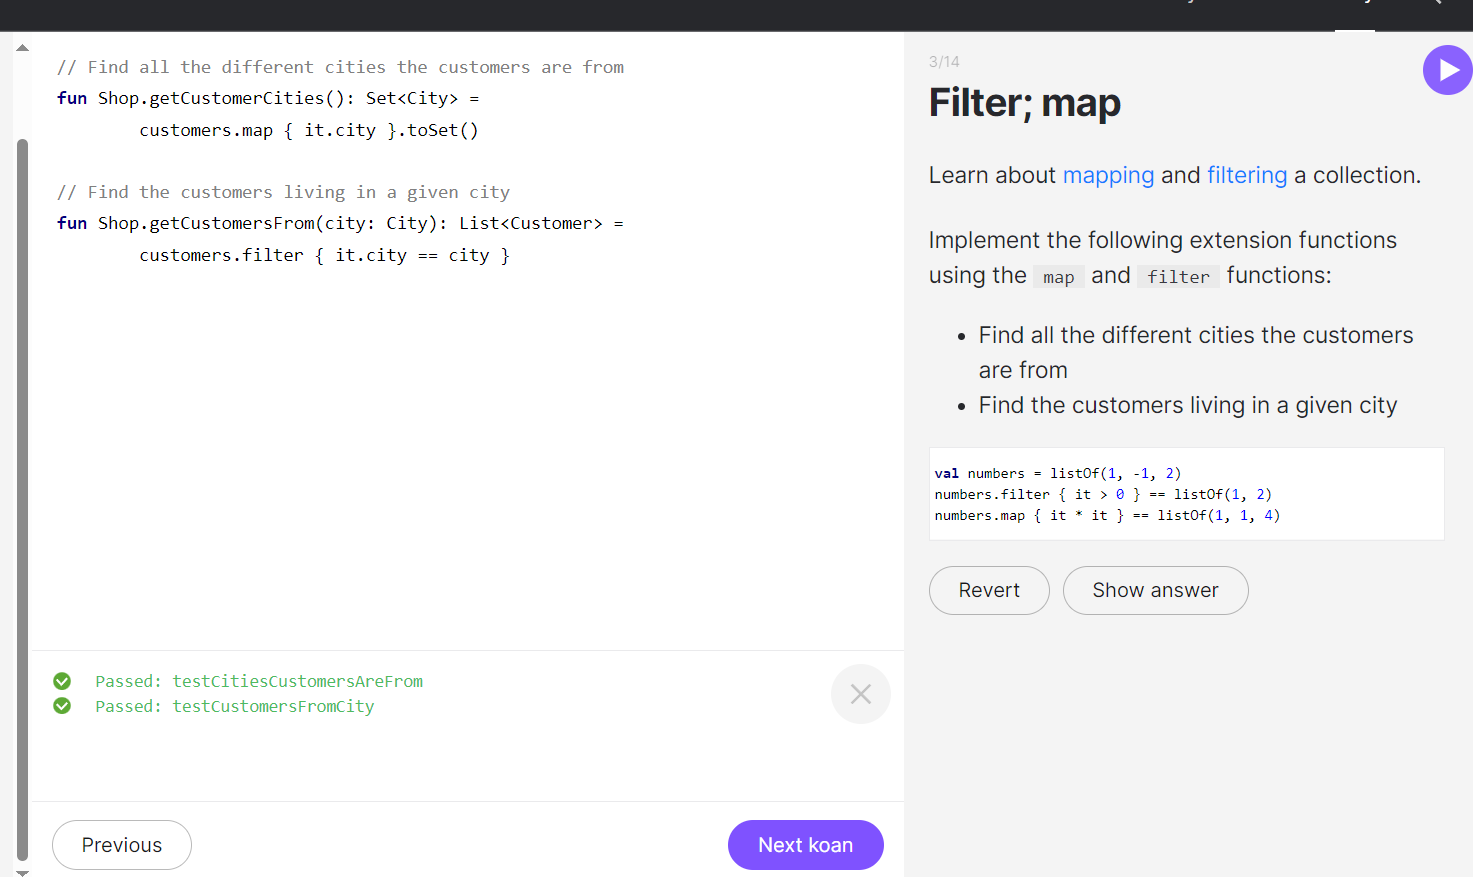 // Find all the different cities the customers are from
fun Shop.getCustomerCities(): Set<City> =
customers.map { it.city }.toSet()
// Find the customers living in a given city
fun Shop.getCustomersFrom(city: City): List<Customer> =
customers.filter { it.city == city }
Passed: testCitiesCustomersAreFrom
Passed: testCustomersFromCity
Previous
Next koan
3/14
Filter; map
Learn about mapping and filtering a collection.
Implement the following extension functions
using the map and filter functions:
• Find all the different cities the customers
are from
• Find the customers living in a given city
val numbers = listOf(1, -1, 2)
numbers.filter { it > 0 } == listOf(1, 2)
numbers.map { it * it } == listOf(1, 1, 4)
Revert
Show answer